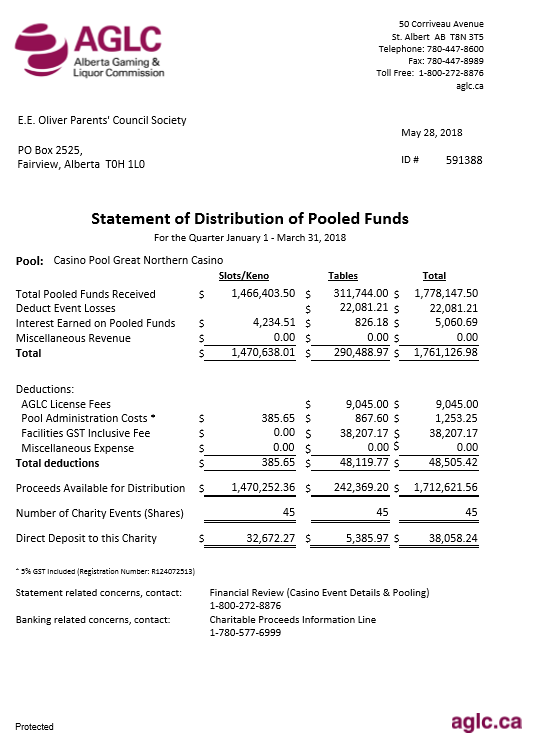 AGLC
Alberta Gaming &
Liquor Commission
50 Corriveau Avenue
St. Albert AB T8N 3T5
Telephone: 780-447-8600
Fax: 780-447-8989
Toll Free: 1-800-272-8876
aglc.ca
E.E. Oliver Parents' Council Society
May 28, 2018
PO Box 2525,
Fairview, Alberta T0H 1L0
ID # 591388
Statement of Distribution of Pooled Funds
For the Quarter January 1 - March 31, 2018
Pool: Casino Pool Great Northern Casino
Slots/Keno Tables Total
Total Pooled Funds Received $ 1,466,403.50 $ 311,744.00 $ 1,778,147.50
Deduct Event Losses $ 22,081.21 $ 22,081.21
Interest Earned on Pooled Funds $ 4,234.51 $ 826.18 $ 5,060.69
Miscellaneous Revenue $ 0.00 $ 0.00 $ 0.00
Total $ 1,470,638.01 $ 290,488.97 $ 1,761,126.98
Deductions:
AGLC License Fees $ 9,045.00 $ 9,045.00
Pool Administration Costs * $ 385.65 $ 867.60 $ 1,253.25
Facilities GST Inclusive Fee $ 0.00 $ 38,207.17 $ 38,207.17
Miscellaneous Expense $ 0.00 $ 0.00 $ 0.00
Total deductions $ 385.65 $ 48,119.77 $ 48,505.42
Proceeds Available for Distribution $ 1,470,252.36 $ 242,369.20 $ 1,712,621.56
Number of Charity Events (Shares) 45 45 45
Direct Deposit to this Charity $ 32,672.27 $ 5,385.97 $ 38,058.24
* 5% GST Included (Registration Number: R124072513)
Statement related concerns, contact: Financial Review (Casino Event Details & Pooling)
1-800-272-8876
Banking related concerns, contact: Charitable Proceeds Information Line
1-780-577-6999
Protected
aglc.ca